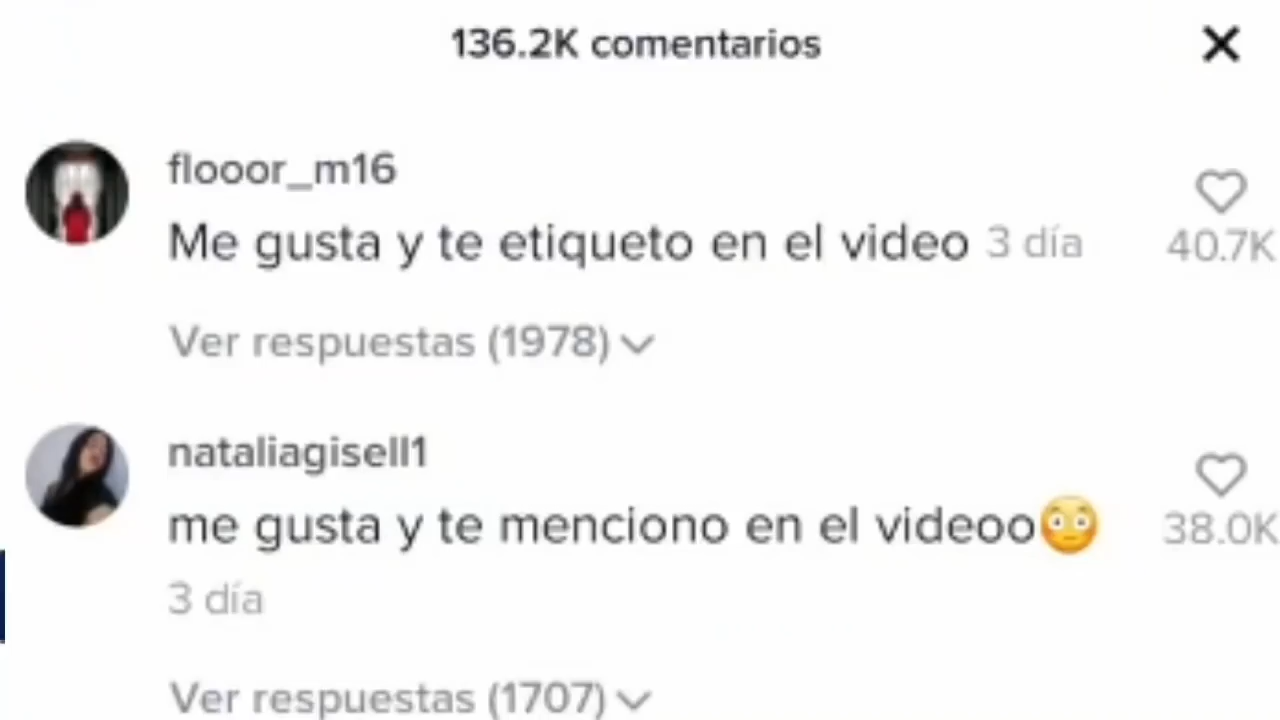 136.2K comentarios
flooor_m16
Me gusta y te etiqueto en el video 3 día
40.7K
Ver respuestas (1978)
nataliagisell1
me gusta y te menciono en el videoo😳
38.0K
3 día
Ver respuestas (1707)